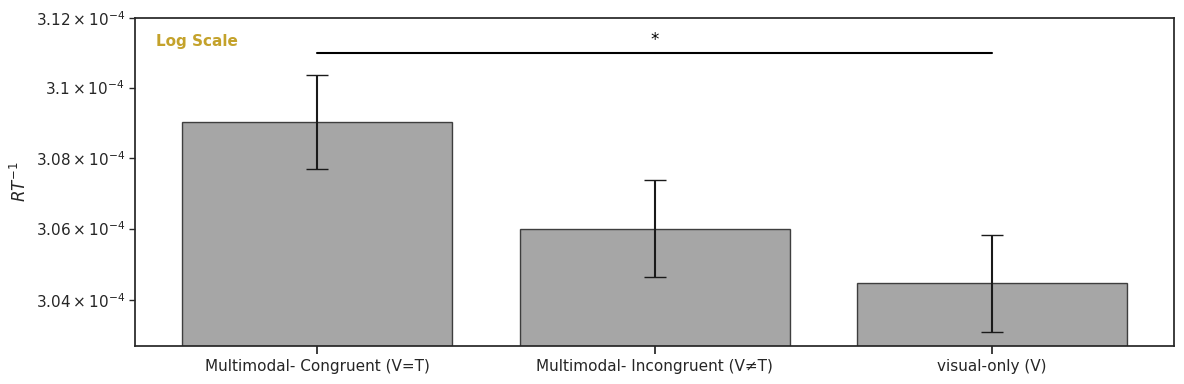 3.12 × 10⁻⁴
Log Scale
*
3.1 × 10⁻⁴
3.08 × 10⁻⁴
RT⁻¹
3.06 × 10⁻⁴
3.04 × 10⁻⁴
Multimodal- Congruent (V=T) Multimodal- Incongruent (V≠T) visual-only (V)